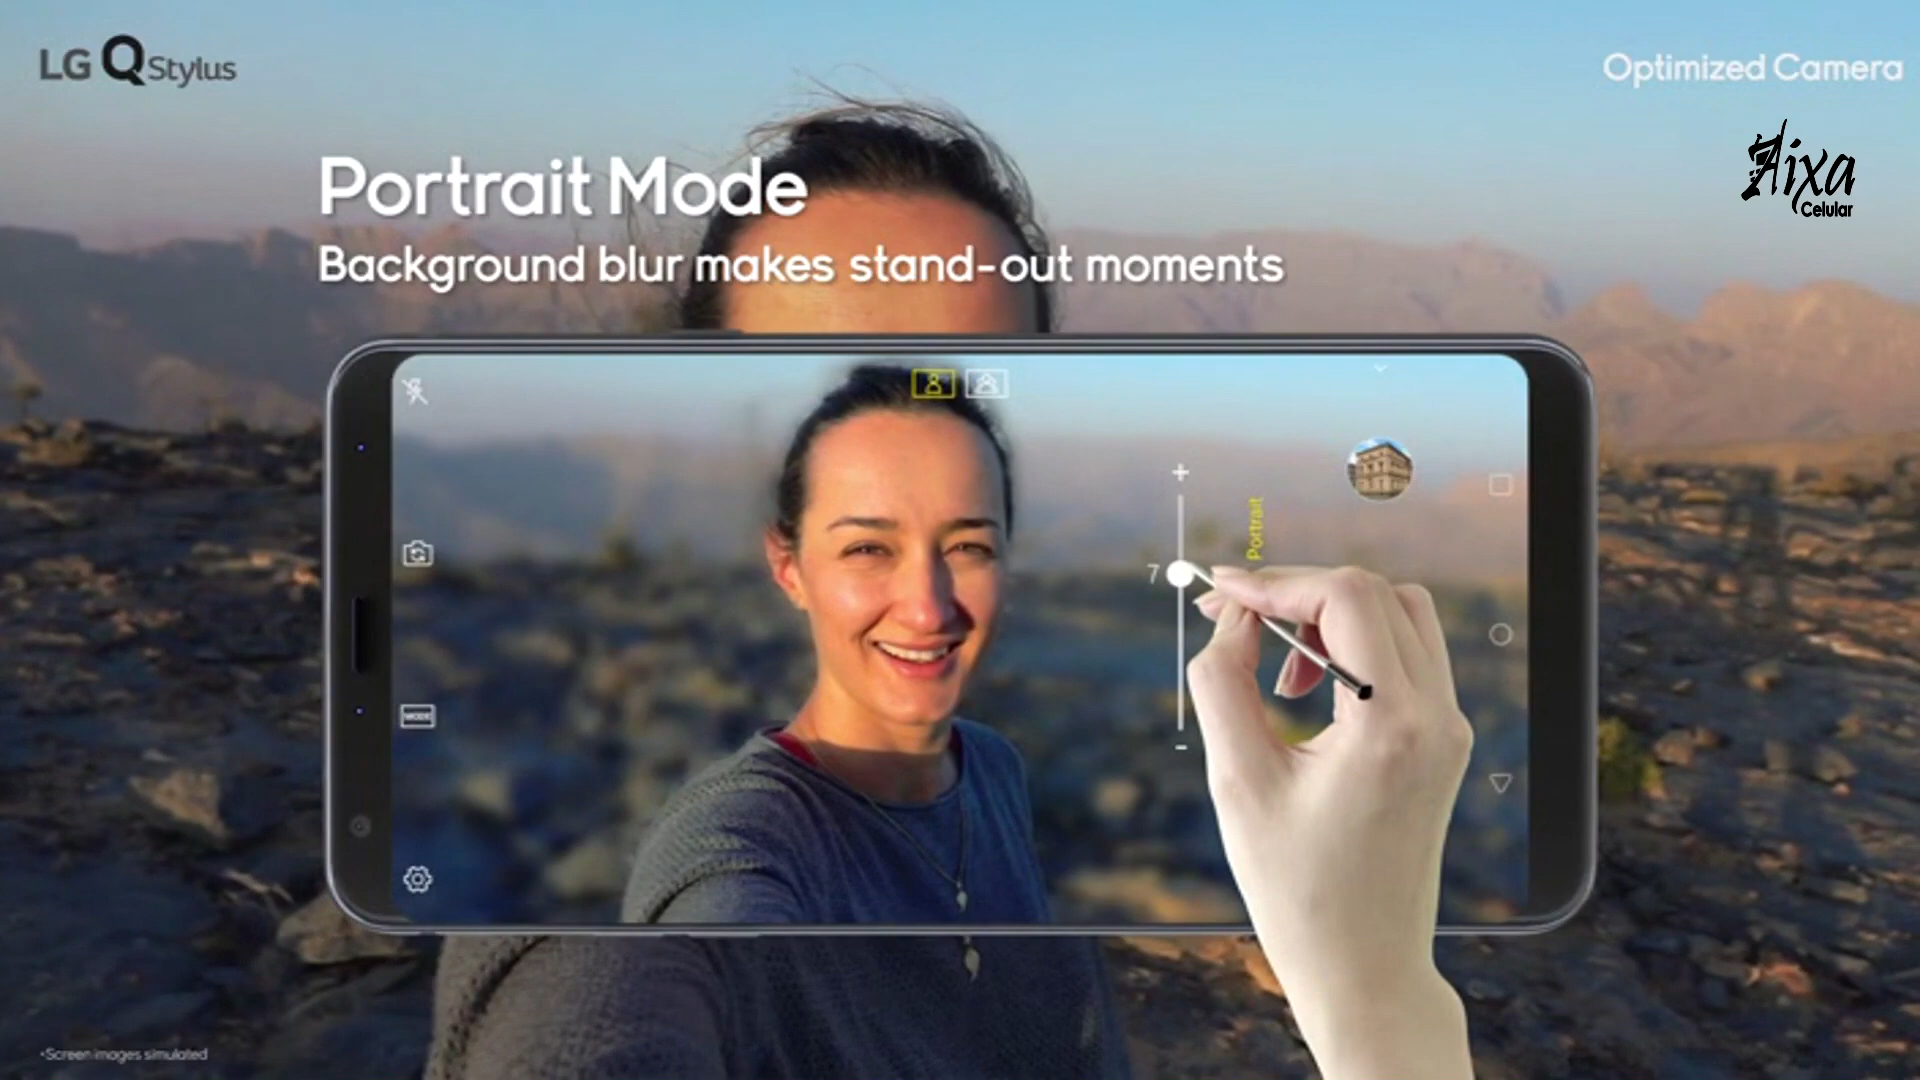 LG Q Stylus
Optimized Camera
Aixa
Celular
Portrait Mode
Background blur makes stand-out moments
Portrait
7
MODE
*Screen images simulated